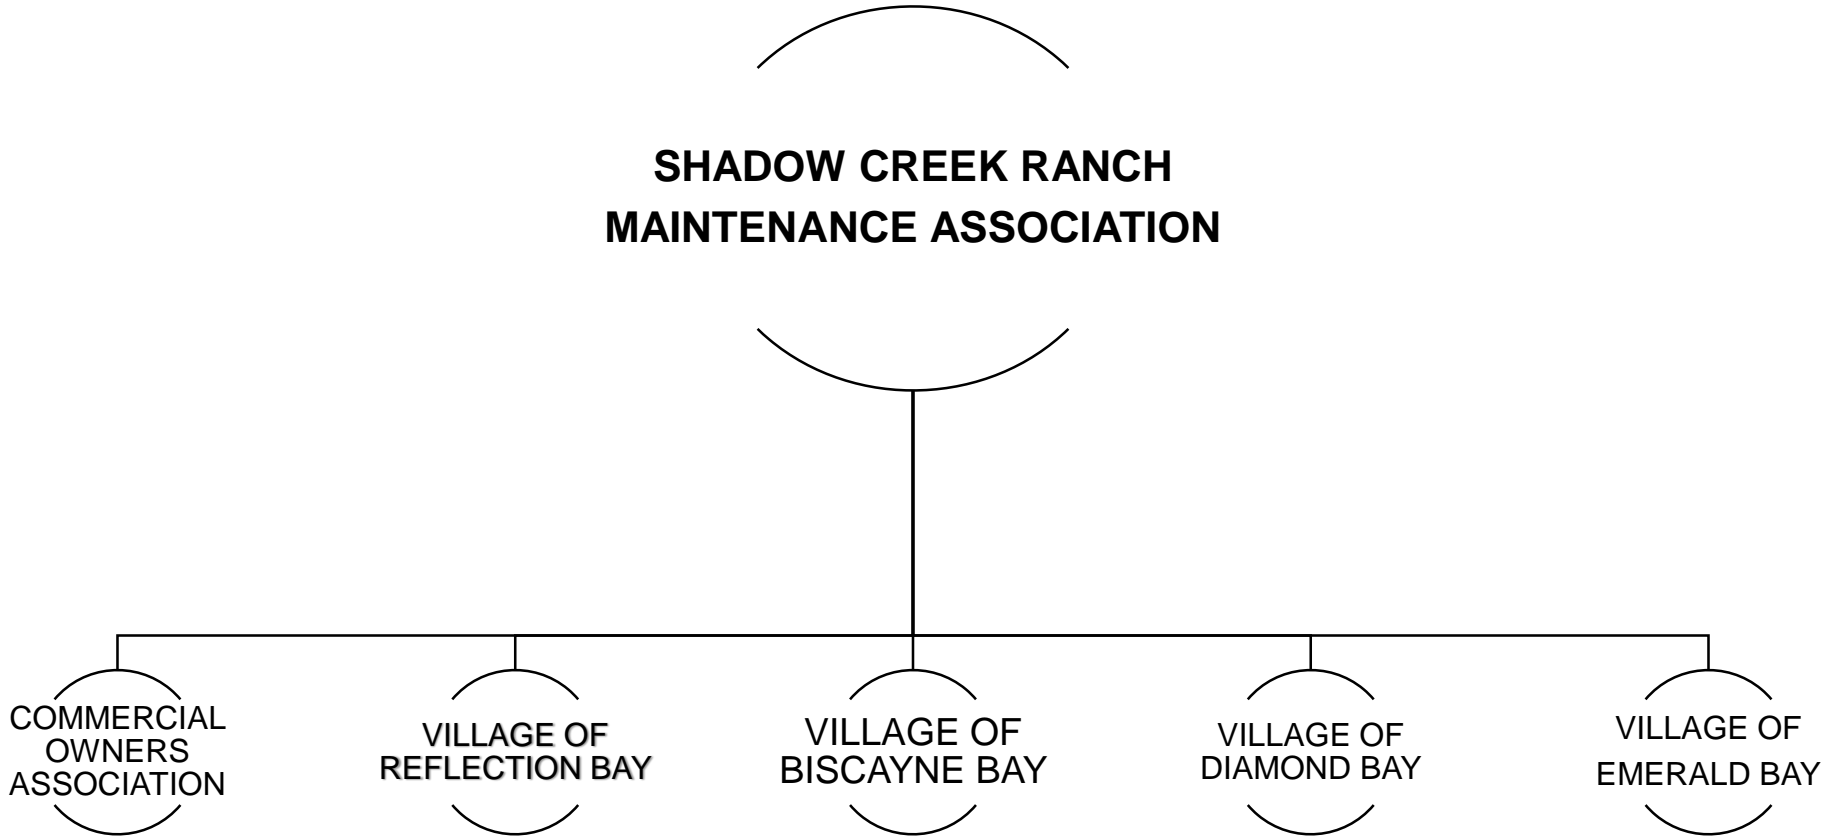 SHADOW CREEK RANCH
MAINTENANCE ASSOCIATION
COMMERCIAL
OWNERS
ASSOCIATION
VILLAGE OF
REFLECTION BAY
VILLAGE OF
BISCAYNE BAY
VILLAGE OF
DIAMOND BAY
VILLAGE OF
EMERALD BAY